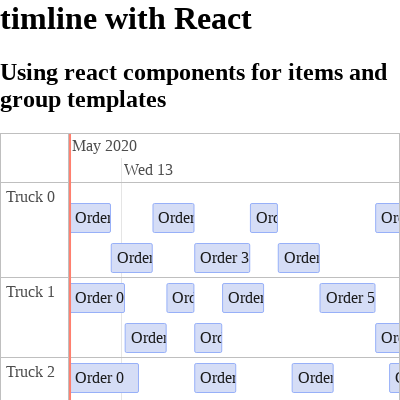 timline with React
Using react components for items and
group templates
May 2020
Wed 13
Truck 0
Order
Order
Or
Order
Order 3
Order
Truck 1
Order 0
Or
Order
Order 5
Order
Or
Or
Truck 2
Order 0
Order
Order